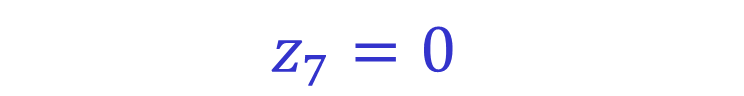 z₇ = 0